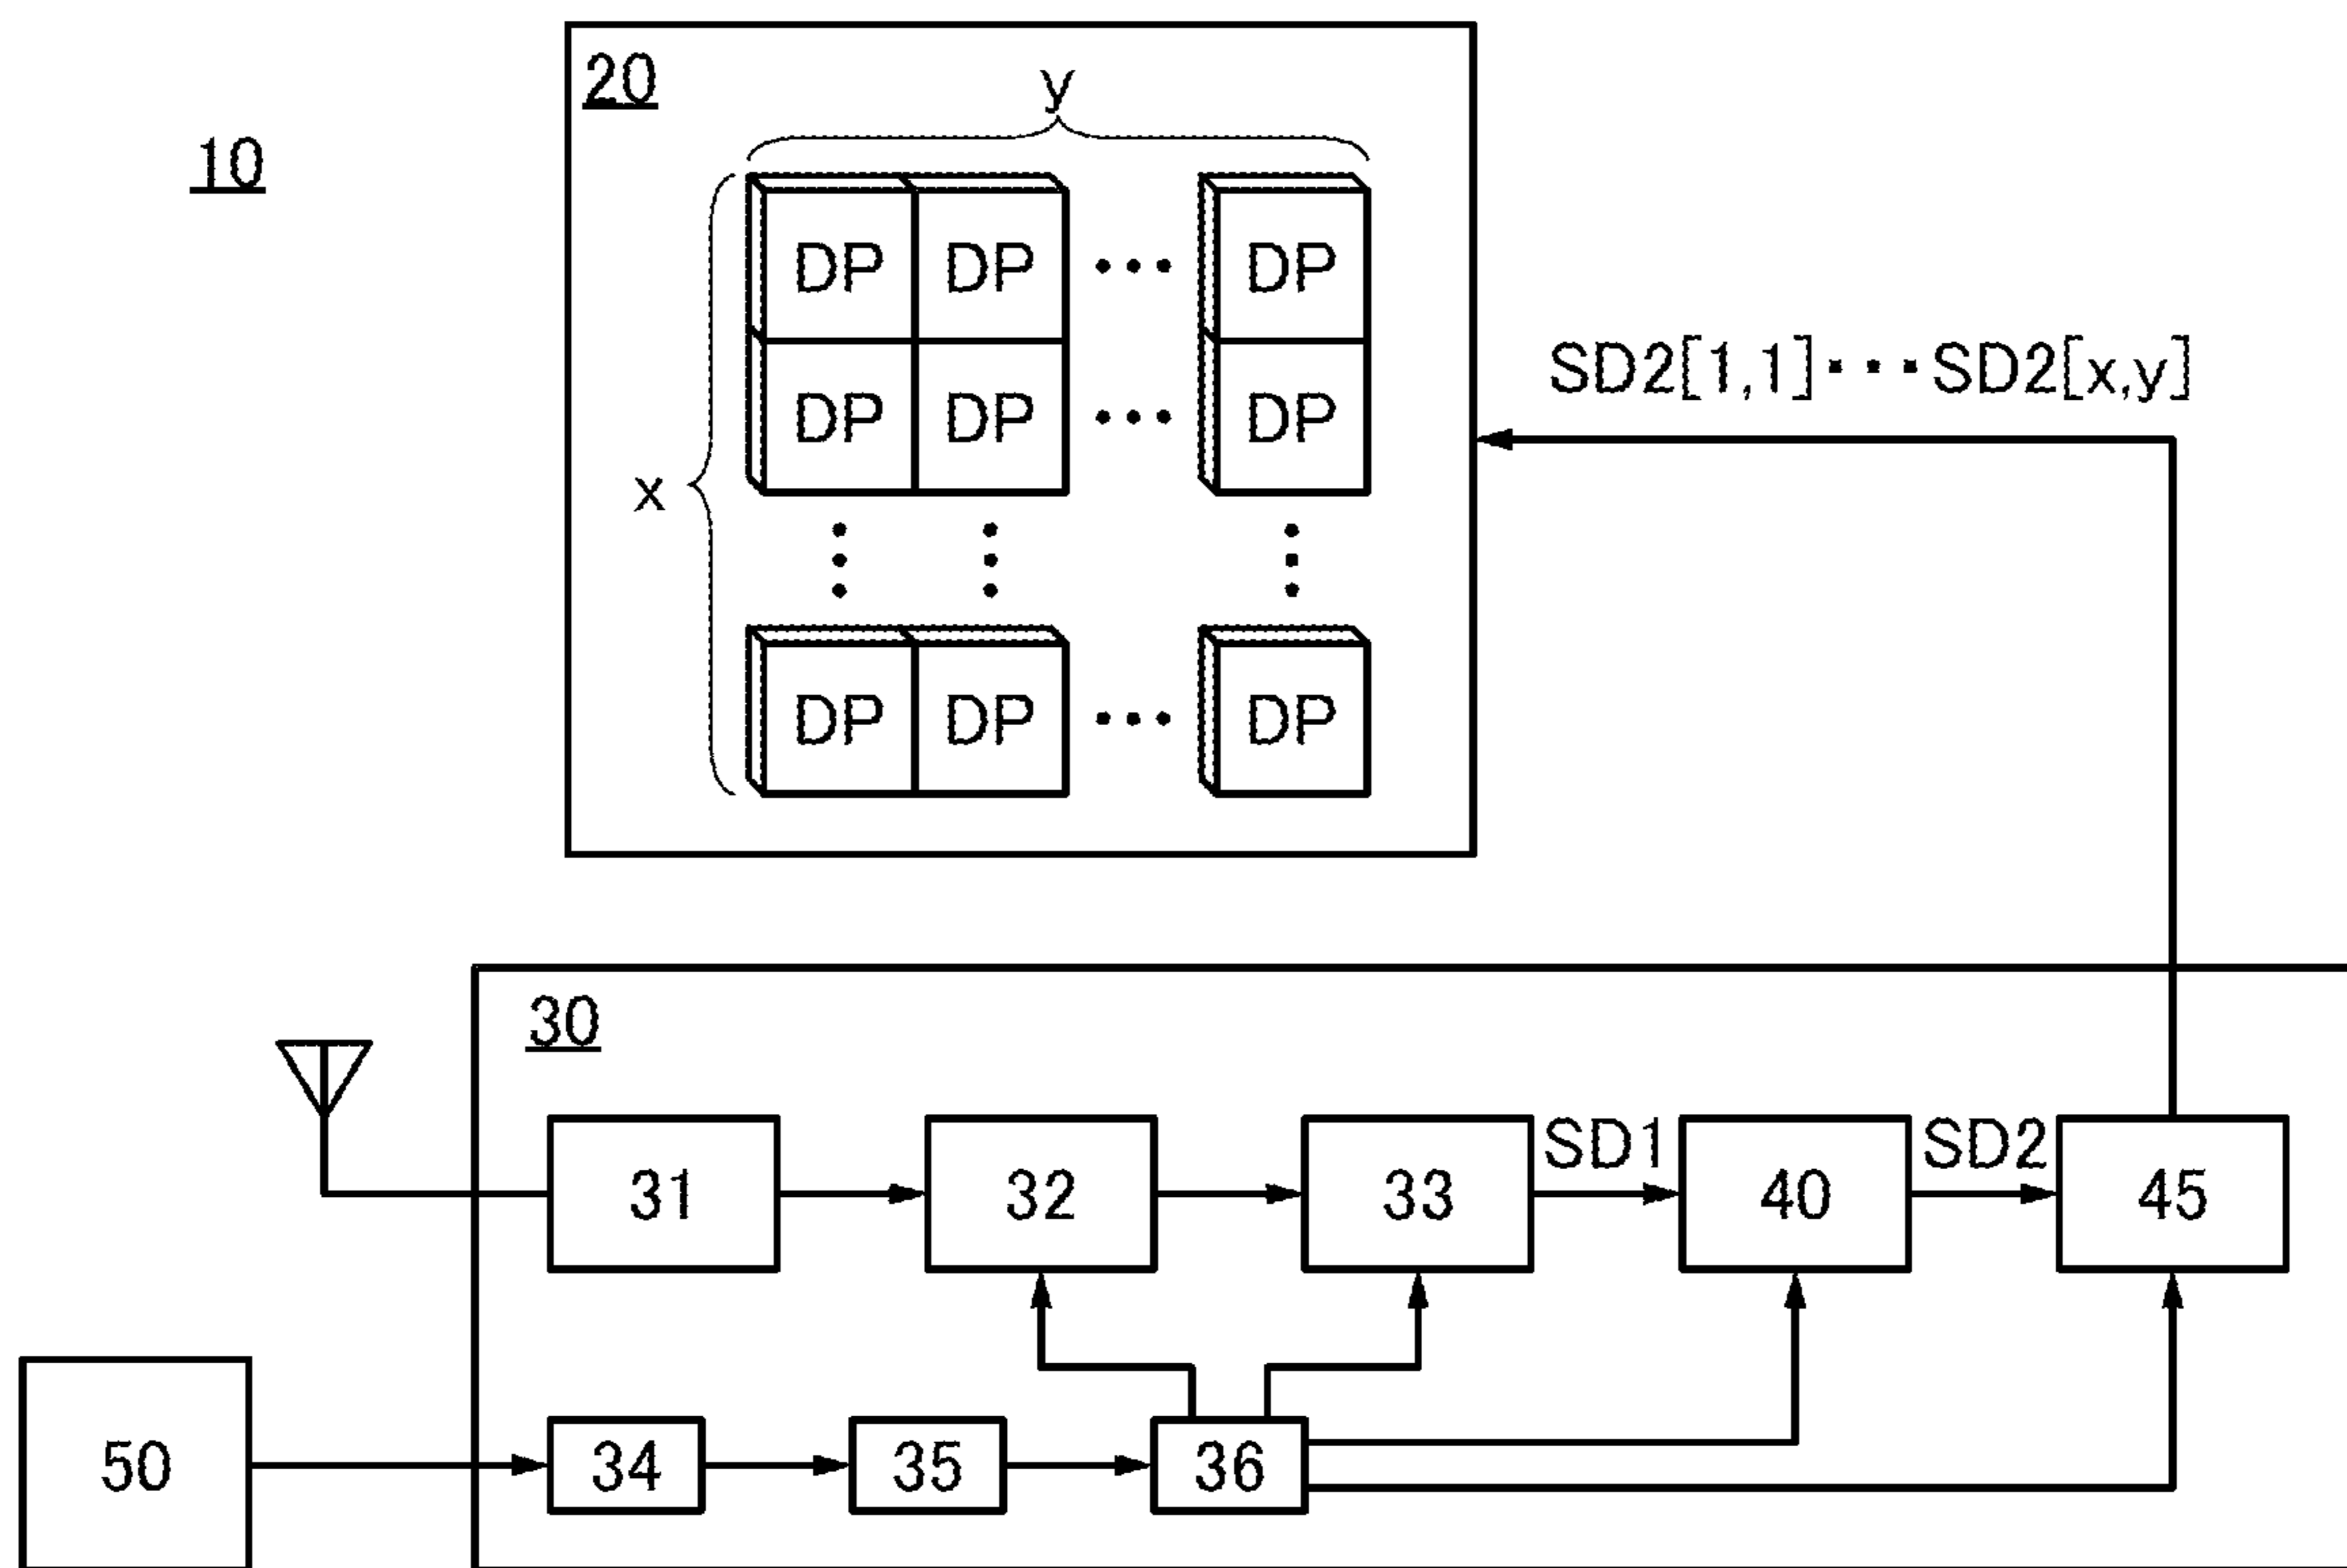 20
y
10
DP DP ··· DP
SD2[1,1]···SD2[x,y]
DP DP ··· DP
x
DP DP ··· DP
30
SD1 SD2
31 32 33 40 45
50 34 35 36